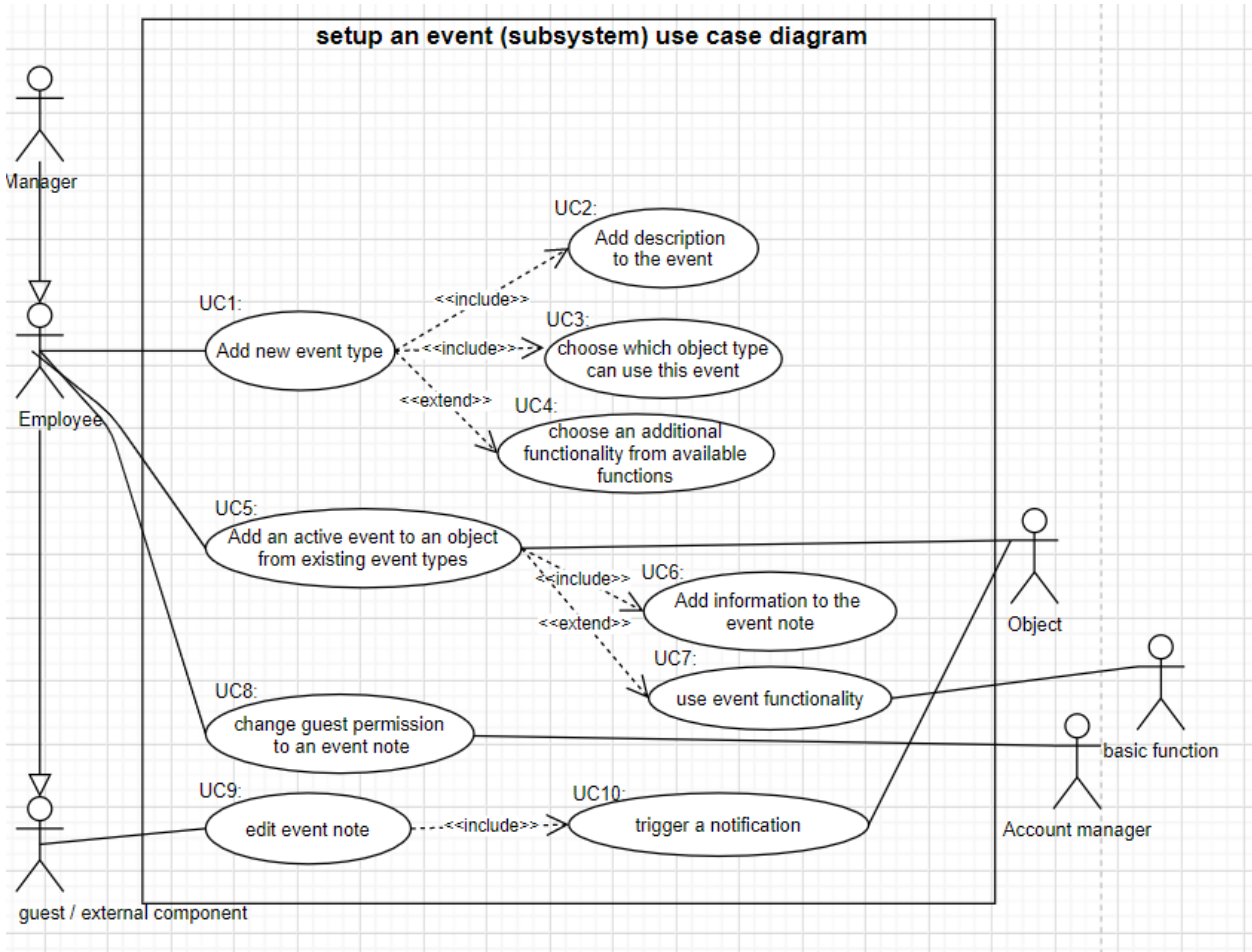 setup an event (subsystem) use case diagram
Manager
UC2:
Add description
to the event
<<include>>
UC1:
Add new event type
UC3:
<<include>>
choose which object type
can use this event
<<extend>>
UC4:
choose an additional
functionality from available
functions
Employee
UC5:
Add an active event to an object
from existing event types
<<include>>
UC6:
Add information to the
event note
<<extend>>
Object
UC7:
use event functionality
basic function
UC8:
change guest permission
to an event note
Account manager
UC9:
edit event note
<<include>>
UC10:
trigger a notification
guest / external component